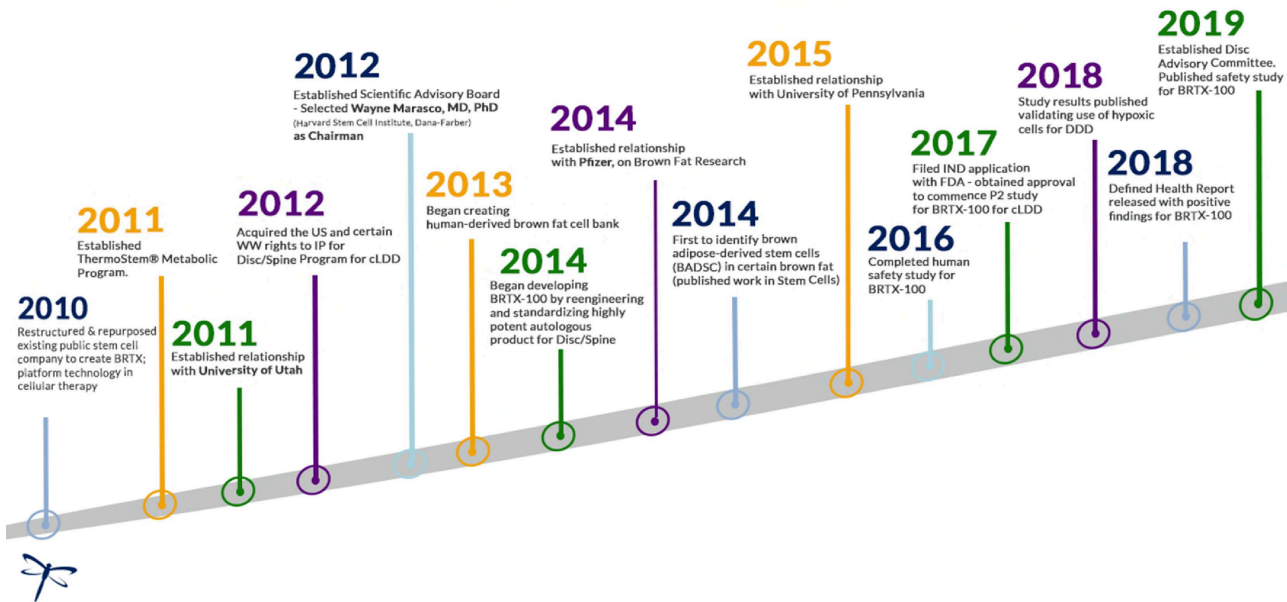 2010
Restructured & repurposed
existing public stem cell
company to create BRTX;
platform technology in
cellular therapy
2011
Established
ThermoStem® Metabolic
Program.
2011
Established relationship
with University of Utah
2012
Acquired the US and certain
WW rights to IP for
Disc/Spine Program for cLDD
2012
Established Scientific Advisory Board
- Selected Wayne Marasco, MD, PhD
(Harvard Stem Cell Institute, Dana-Farber)
as Chairman
2013
Began creating
human-derived brown fat cell bank
2014
Began developing
BRTX-100 by reengineering
and standardizing highly
potent autologous
product for Disc/Spine
2014
Established relationship
with Pfizer, on Brown Fat Research
2014
First to identify brown
adipose-derived stem cells
(BADSC) in certain brown fat
(published work in Stem Cells)
2015
Established relationship
with University of Pennsylvania
2016
Completed human
safety study for
BRTX-100
2017
Filed IND application
with FDA - obtained approval
to commence P2 study
for BRTX-100 for cLDD
2018
Study results published
validating use of hypoxic
cells for DDD
2018
Defined Health Report
released with positive
findings for BRTX-100
2019
Established Disc
Advisory Committee.
Published safety study
for BRTX-100